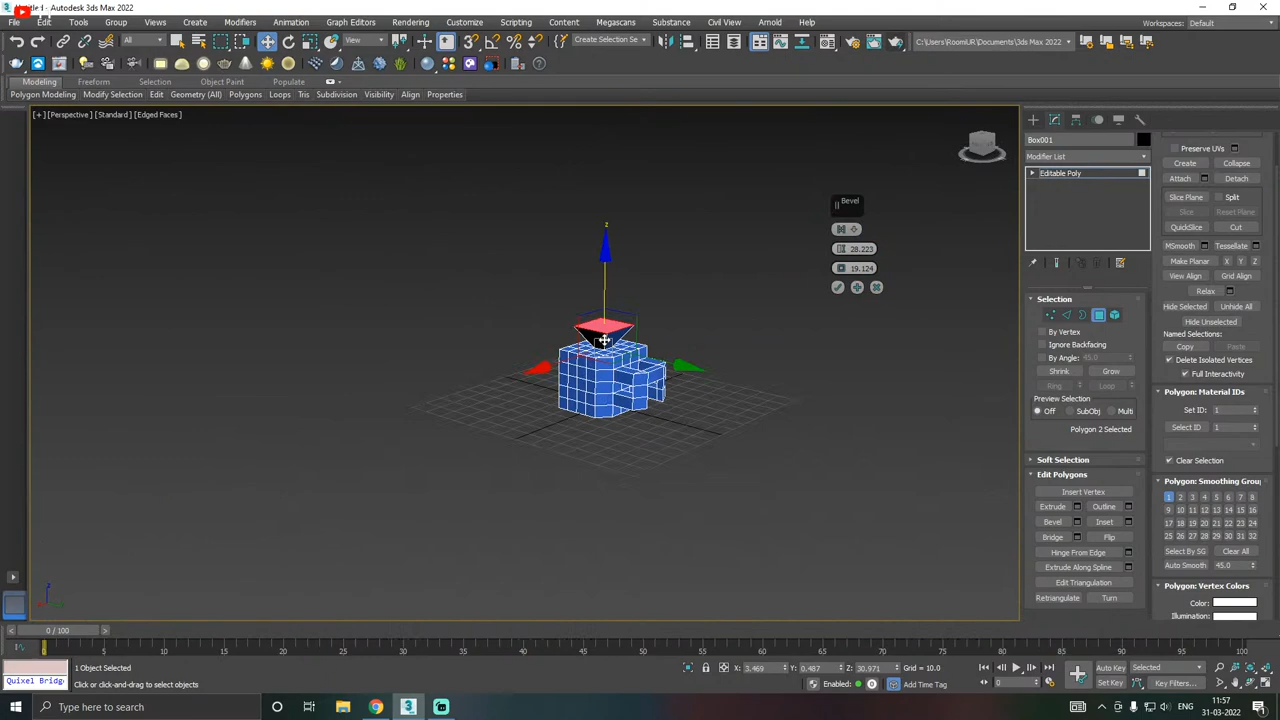 Untitled - Autodesk 3ds Max 2022
File Edit Tools Group Views Create Modifiers Animation Graph Editors Rendering Customize Scripting Content Megascans Substance Civil View Arnold Help
Workspaces: Default
All View Create Selection Se C:\Users\RoomiUR\Documents\3ds Max 2022
Modeling Freeform Selection Object Paint Populate
Polygon Modeling Modify Selection Edit Geometry (All) Polygons Loops Tris Subdivision Visibility Align Properties
[+] [Perspective] [Standard] [Edged Faces]
Bevel
28.223
19.124
z
Box001
Modifier List
Editable Poly
Selection
By Vertex
Ignore Backfacing
By Angle: 45.0
Shrink Grow
Ring Loop
Preview Selection
Off SubObj Multi
Polygon 2 Selected
Soft Selection
Edit Polygons
Insert Vertex
Extrude Outline
Bevel Inset
Bridge Flip
Hinge From Edge
Extrude Along Spline
Edit Triangulation
Retriangulate Turn
Preserve UVs
Create Collapse
Attach Detach
Slice Plane Split
Slice Reset Plane
QuickSlice Cut
MSmooth Tessellate
Make Planar X Y Z
View Align Grid Align
Relax
Hide Selected Unhide All
Hide Unselected
Copy Paste
Delete Isolated Vertices
Full Interactivity
Polygon: Material IDs
Set ID: 1
Select ID 1
Clear Selection
Polygon: Smoothing Grou
1 2 3 4 5 6 7 8
9 10 11 12 13 14 15 16
17 18 19 20 21 22 23 24
25 26 27 28 29 30 31 32
Select By SG Clear All
Auto Smooth 45.0
Polygon: Vertex Colors
Color:
Illumination:
0 / 100
0 5 10 15 20 25 30 35 40 45 50 55 60 65 70 75 80 85 90 95 100
1 Object Selected
X: 3.469 Y: 0.487 Z: 30.971 Grid = 10.0
Auto Key Selected
Quixel Bridg
Click or click-and-drag to select objects
Enabled: Add Time Tag
0
Set Key Key Filters...
Type here to search
ENG
11:57
31-03-2022